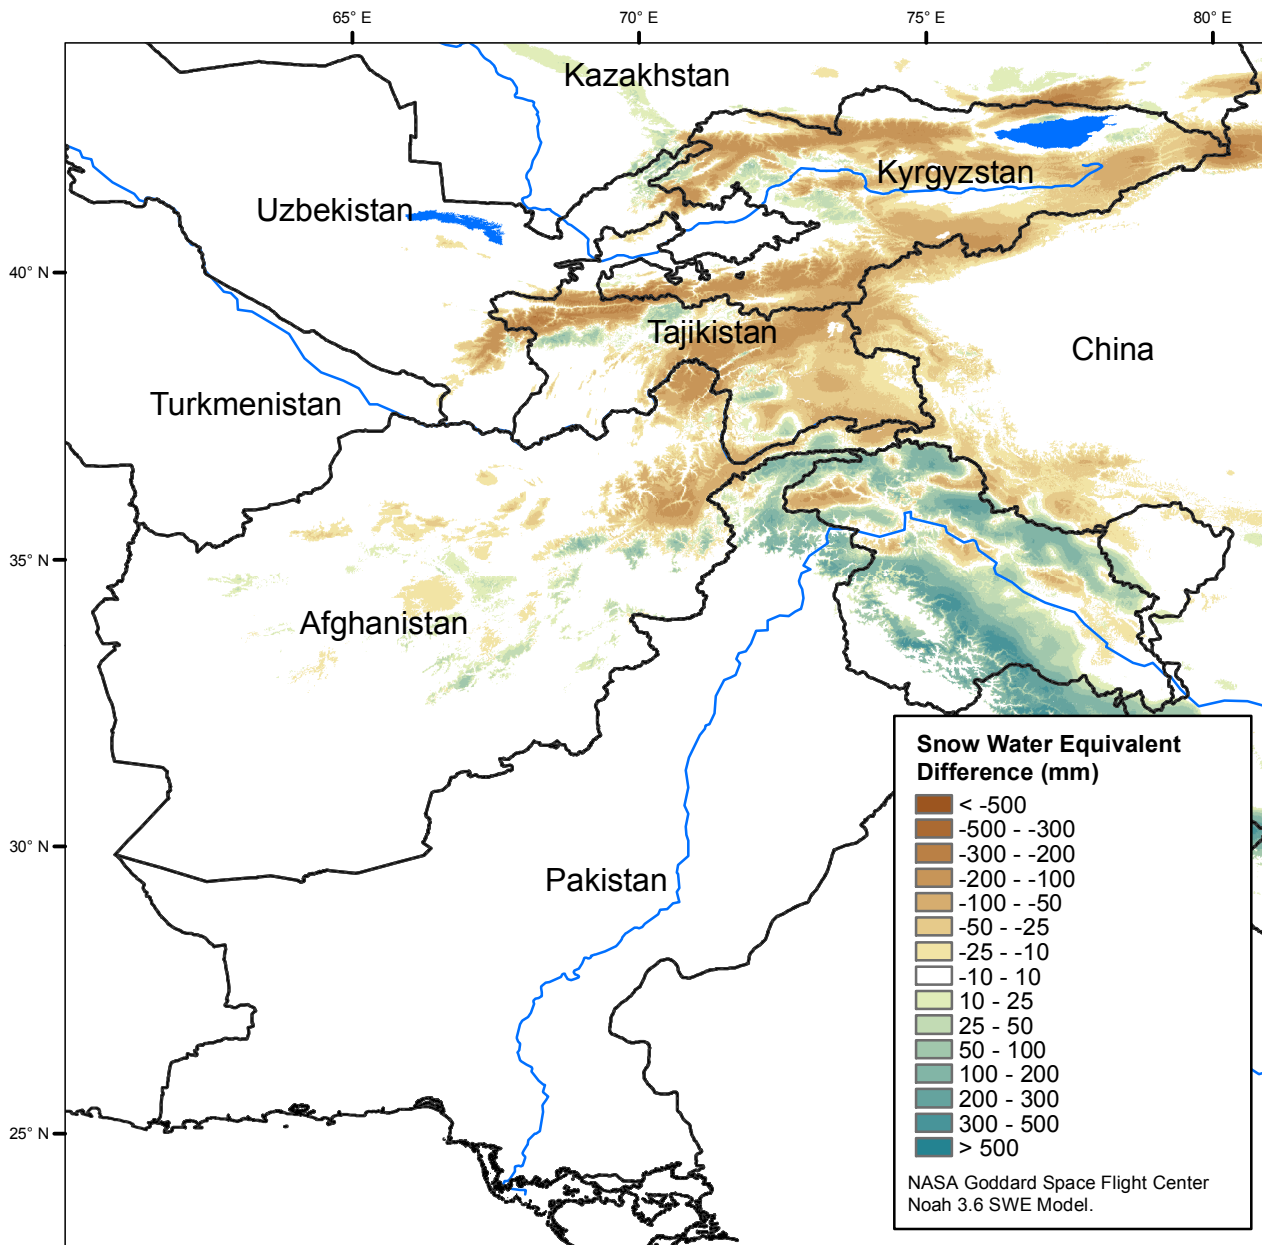 65° E
70° E
75° E
80° E
Kazakhstan
Kyrgyzstan
Uzbekistan
40° N
Tajikistan
China
Turkmenistan
35° N
Afghanistan
30° N
Pakistan
25° N
Snow Water Equivalent
Difference (mm)
< -500
-500 - -300
-300 - -200
-200 - -100
-100 - -50
-50 - -25
-25 - -10
-10 - 10
10 - 25
25 - 50
50 - 100
100 - 200
200 - 300
300 - 500
> 500
NASA Goddard Space Flight Center
Noah 3.6 SWE Model.